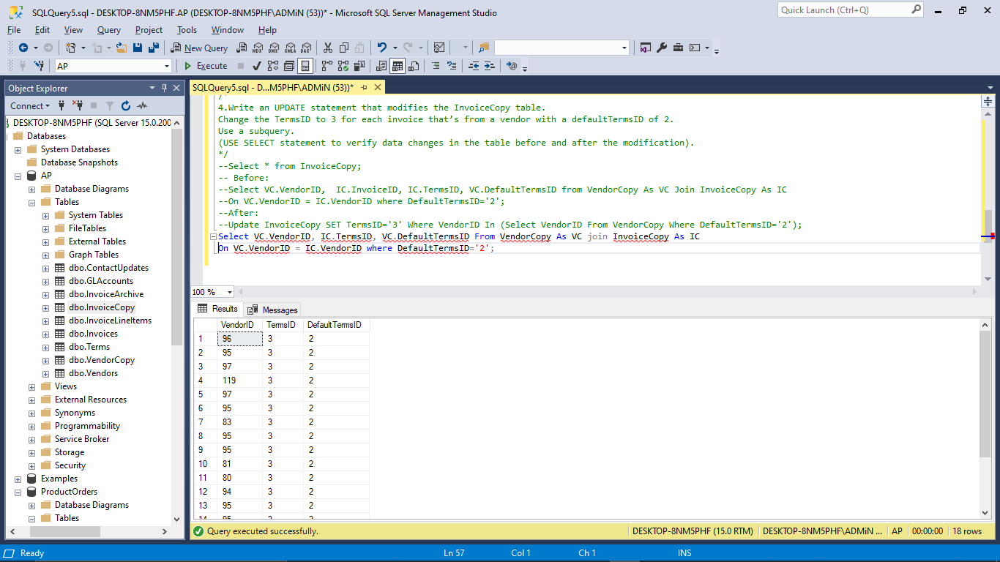 SQLQuery5.sql - DESKTOP-8NM5PHF.AP (DESKTOP-8NM5PHF\ADMiN (53))* - Microsoft SQL Server Management Studio
Quick Launch (Ctrl+Q)
File Edit View Query Project Tools Window Help
New Query MDX DMX XMLA DAX
AP Execute
Object Explorer
Connect
DESKTOP-8NM5PHF (SQL Server 15.0.200
Databases
System Databases
Database Snapshots
AP
Database Diagrams
Tables
System Tables
FileTables
External Tables
Graph Tables
dbo.ContactUpdates
dbo.GLAccounts
dbo.InvoiceArchive
dbo.InvoiceCopy
dbo.InvoiceLineItems
dbo.Invoices
dbo.Terms
dbo.VendorCopy
dbo.Vendors
Views
External Resources
Synonyms
Programmability
Service Broker
Storage
Security
Examples
ProductOrders
Database Diagrams
Tables
SQLQuery5.sql - D...M5PHF\ADMiN (53))*
4.Write an UPDATE statement that modifies the InvoiceCopy table.
Change the TermsID to 3 for each invoice that’s from a vendor with a defaultTermsID of 2.
Use a subquery.
(USE SELECT statement to verify data changes in the table before and after the modification).
*/
--Select * from InvoiceCopy;
-- Before:
--Select VC.VendorID,  IC.InvoiceID, IC.TermsID, VC.DefaultTermsID from VendorCopy As VC Join InvoiceCopy As IC
--On VC.VendorID = IC.VendorID where DefaultTermsID='2';
--After:
--Update InvoiceCopy SET TermsID='3' Where VendorID In (Select VendorID From VendorCopy Where DefaultTermsID='2');
Select VC.VendorID, IC.TermsID, VC.DefaultTermsID From VendorCopy As VC join InvoiceCopy As IC
On VC.VendorID = IC.VendorID where DefaultTermsID='2';
100 %
Results Messages
VendorID TermsID DefaultTermsID
1 96 3 2
2 95 3 2
3 97 3 2
4 119 3 2
5 97 3 2
6 95 3 2
7 83 3 2
8 95 3 2
9 95 3 2
10 81 3 2
11 80 3 2
12 94 3 2
13 95 3 2
14 95 3 2
Query executed successfully. DESKTOP-8NM5PHF (15.0 RTM) DESKTOP-8NM5PHF\ADMiN ... AP 00:00:00 18 rows
Ready Ln 57 Col 1 Ch 1 INS